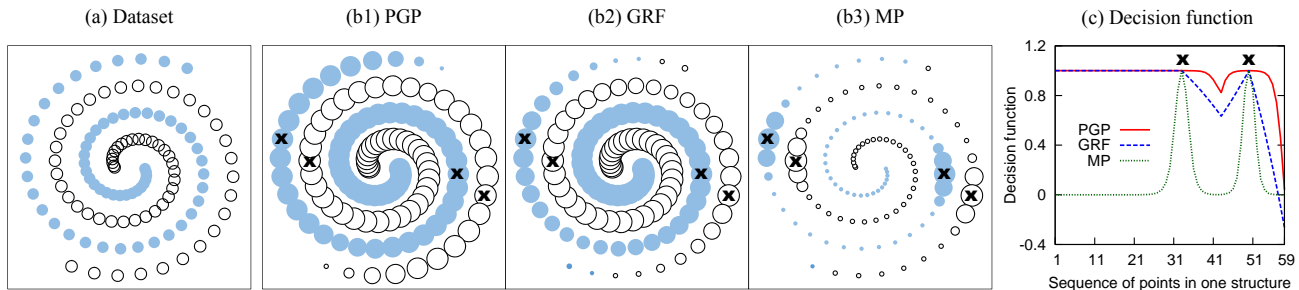 (a) Dataset
(b1) PGP
(b2) GRF
(b3) MP
(c) Decision function
x x
x x
x x
x x
x x
x x
x x
Decision function
1.2
0.8
0.4
0
-0.4
PGP
GRF
MP
1 11 21 31 41 51 59
Sequence of points in one structure